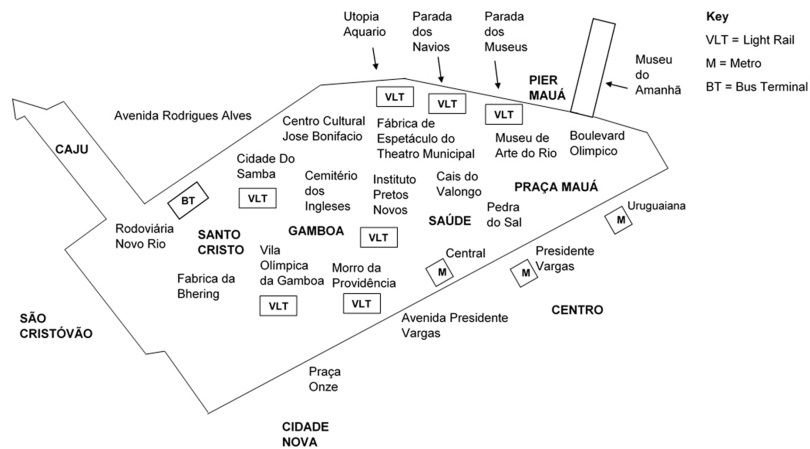 Utopia
Aquario
Parada
dos
Navios
Parada
dos
Museus
Key
VLT = Light Rail
M = Metro
BT = Bus Terminal
PIER
MAUÁ
Museu
do
Amanhã
VLT
VLT
VLT
Avenida Rodrigues Alves
Centro Cultural
Jose Bonifacio
Fábrica de
Espetáculo do
Theatro Municipal
Museu de
Arte do Rio
Boulevard
Olimpico
CAJU
Cidade Do
Samba
VLT
Cemitério
dos
Ingleses
Instituto
Pretos
Novos
Cais do
Valongo
PRAÇA MAUÁ
BT
Rodoviária
Novo Rio
SANTO
CRISTO
GAMBOA
VLT
SAÚDE
Pedra
do Sal
Uruguaiana
M
Fabrica da
Bhering
Vila
Olímpica
da Gamboa
VLT
Morro da
Providência
VLT
Central
M
Presidente
Vargas
M
SÃO
CRISTÓVÃO
Avenida Presidente
Vargas
CENTRO
Praça
Onze
CIDADE
NOVA